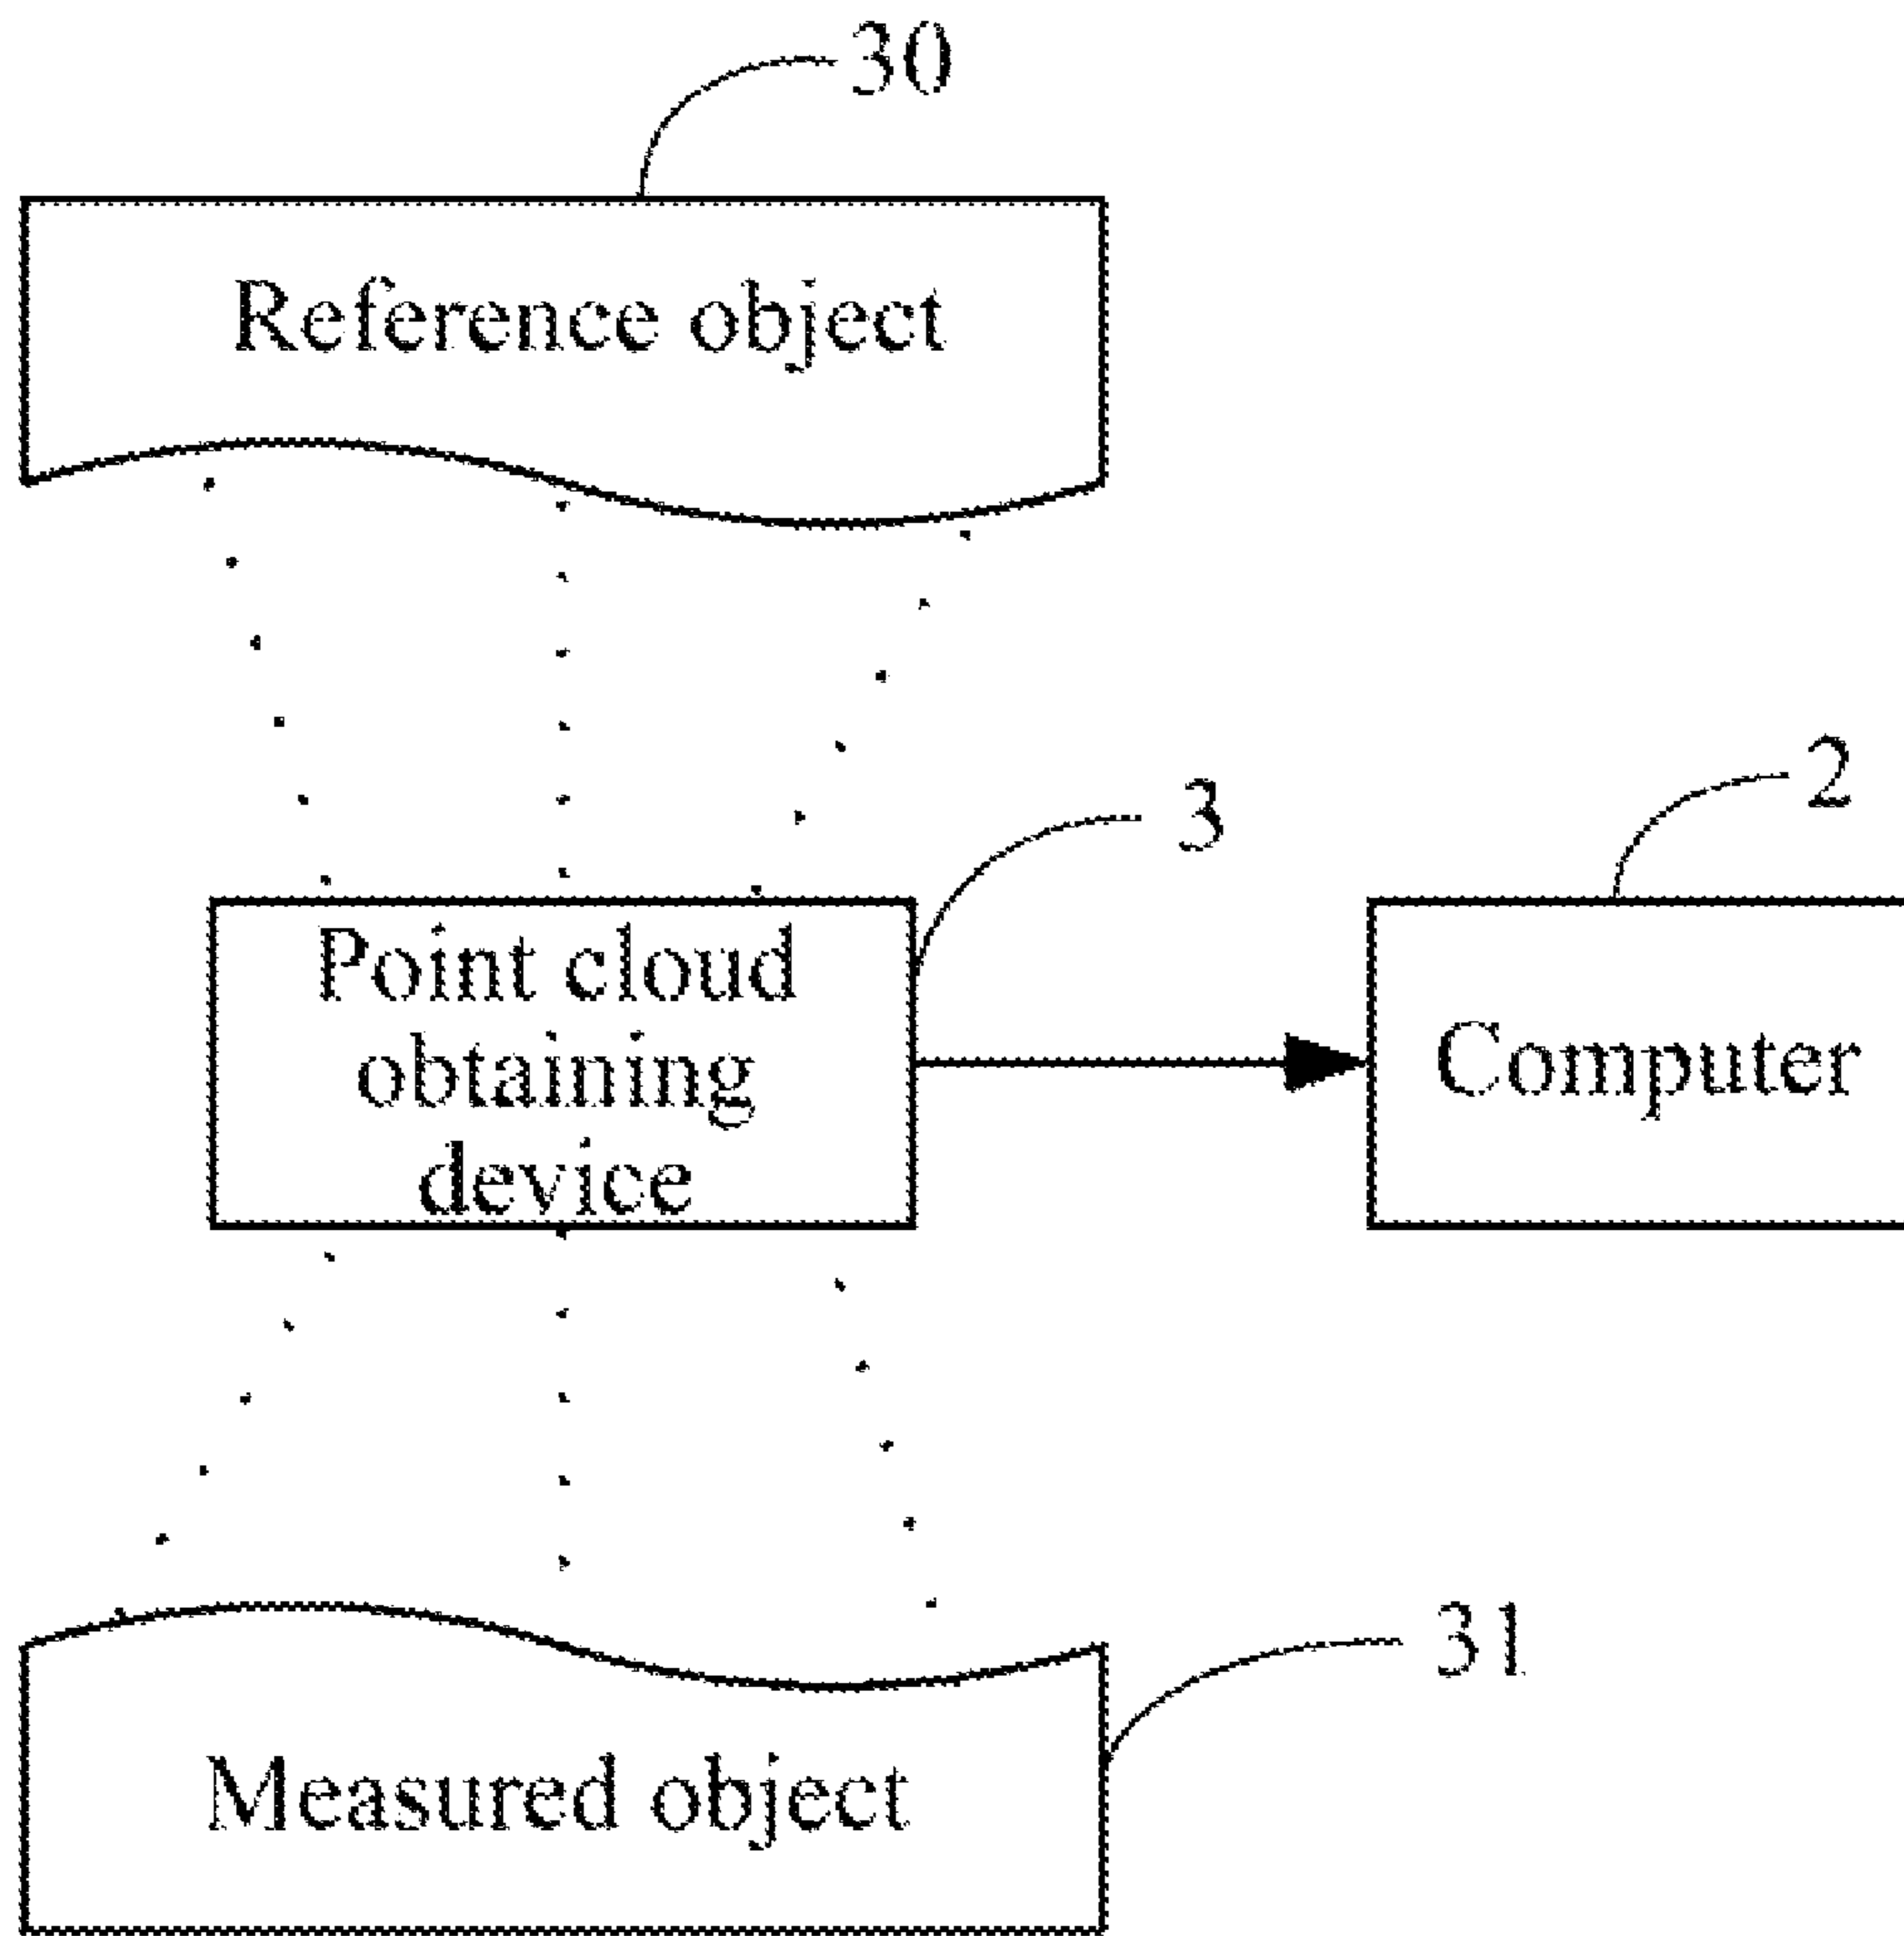 30
Reference object
3
2
Point cloud
obtaining
device
Computer
31
Measured object